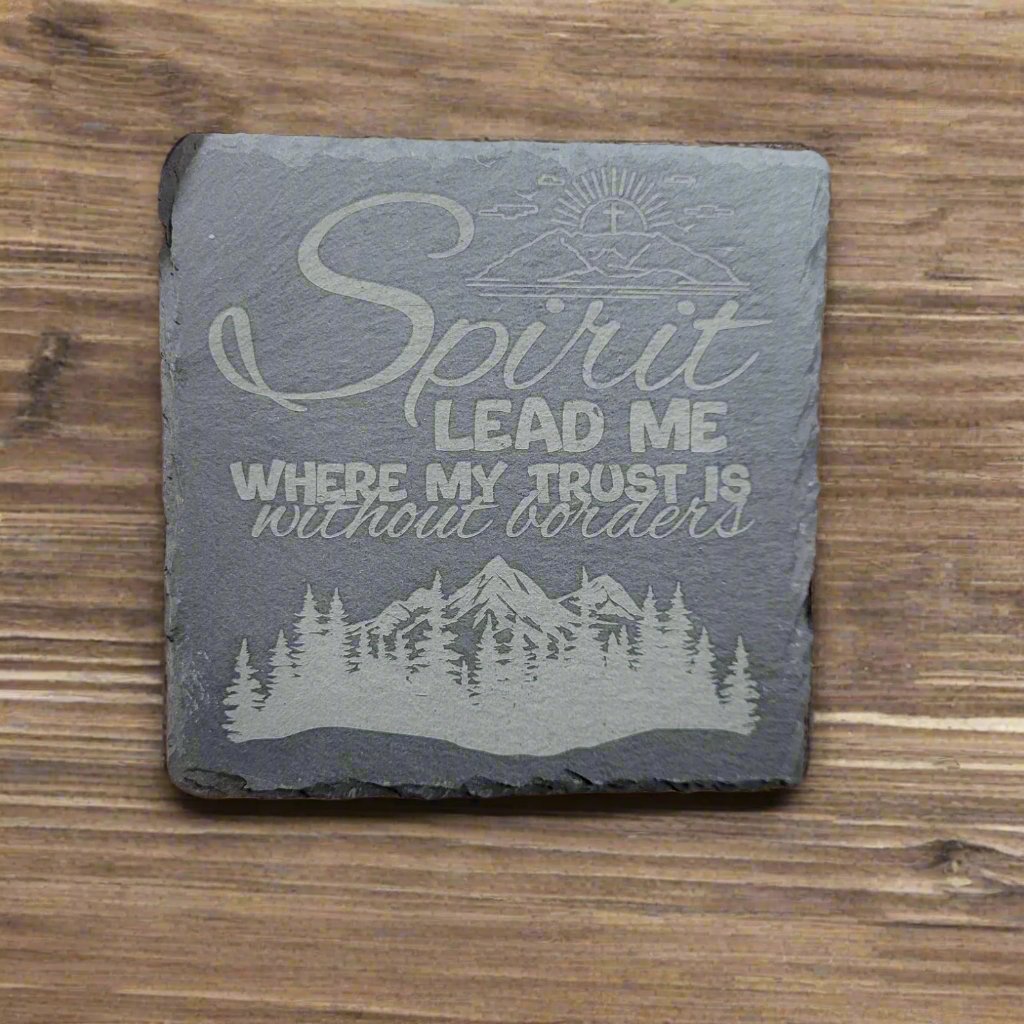 Spirit
LEAD ME
WHERE MY TRUST IS
without borders